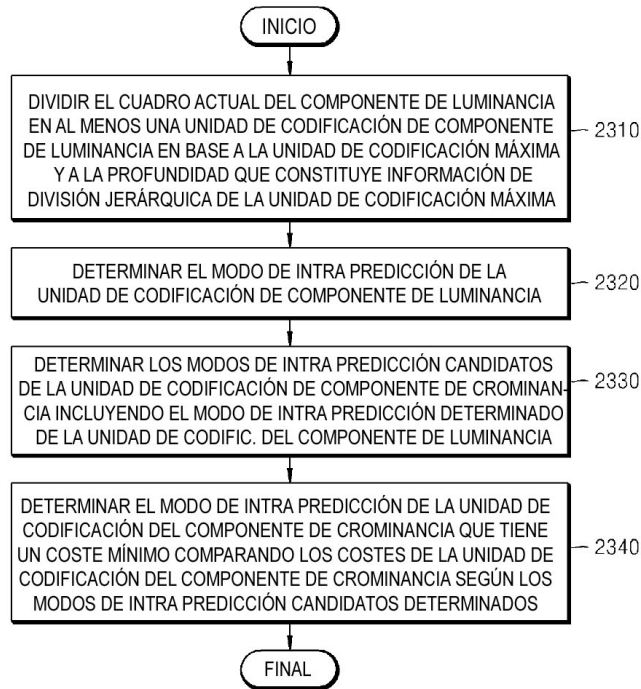 INICIO
DIVIDIR EL CUADRO ACTUAL DEL COMPONENTE DE LUMINANCIA
EN AL MENOS UNA UNIDAD DE CODIFICACIÓN DE COMPONENTE
DE LUMINANCIA EN BASE A LA UNIDAD DE CODIFICACIÓN MÁXIMA
Y A LA PROFUNDIDAD QUE CONSTITUYE INFORMACIÓN DE
DIVISIÓN JERÁRQUICA DE LA UNIDAD DE CODIFICACIÓN MÁXIMA
2310
DETERMINAR EL MODO DE INTRA PREDICCIÓN DE LA
UNIDAD DE CODIFICACIÓN DE COMPONENTE DE LUMINANCIA
2320
DETERMINAR LOS MODOS DE INTRA PREDICCIÓN CANDIDATOS
DE LA UNIDAD DE CODIFICACIÓN DE COMPONENTE DE CROMINAN-
CIA INCLUYENDO EL MODO DE INTRA PREDICCIÓN DETERMINADO
DE LA UNIDAD DE CODIFIC. DEL COMPONENTE DE LUMINANCIA
2330
DETERMINAR EL MODO DE INTRA PREDICCIÓN DE LA UNIDAD DE
CODIFICACIÓN DEL COMPONENTE DE CROMINANCIA QUE TIENE
UN COSTE MÍNIMO COMPARANDO LOS COSTES DE LA UNIDAD DE
CODIFICACIÓN DEL COMPONENTE DE CROMINANCIA SEGÚN LOS
MODOS DE INTRA PREDICCIÓN CANDIDATOS DETERMINADOS
2340
FINAL